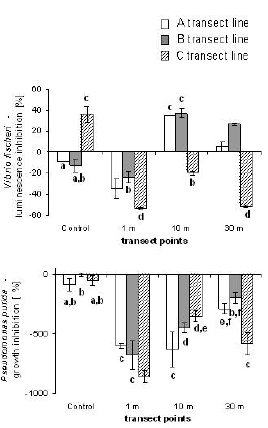 A transect line
B transect line
C transect line
Vibrio fischeri -
luminescence inhibition [%]
60
40
20
0
-20
-40
-60
a
a,b
c
b
d
c
c
b
d
Control
1 m
10 m
30 m
transect points
Pseudomonas putida -
growth inhibition [%]
0
-500
-1000
a,b
b
a,b
c
c
c
c
d
d,e
e,f
b,f
c
Control
1 m
10 m
30 m
transect points